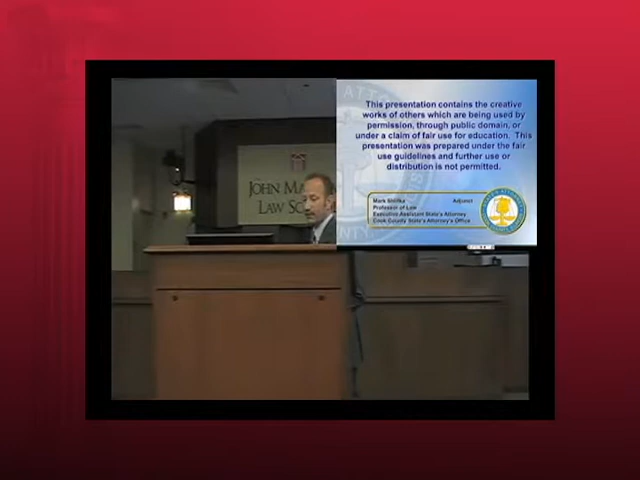 This presentation contains the creative
works of others which are being used by
permission, through public domain, or
under a claim of fair use for education. This
presentation was prepared under the fair
use guidelines and further use or
distribution is not permitted.
Mark Adjunct
Professor of Law
Executive Assistant State's Attorney
Cook County State's Attorney's Office
JOHN MA
LAW SC